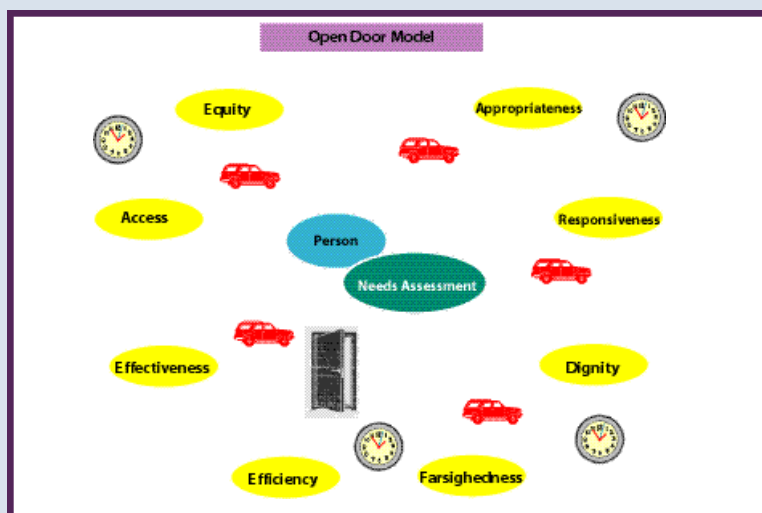 Open Door Model
Equity
Appropriateness
Access
Responsiveness
Person
Needs Assessment
Effectiveness
Dignity
Efficiency
Farsighedness